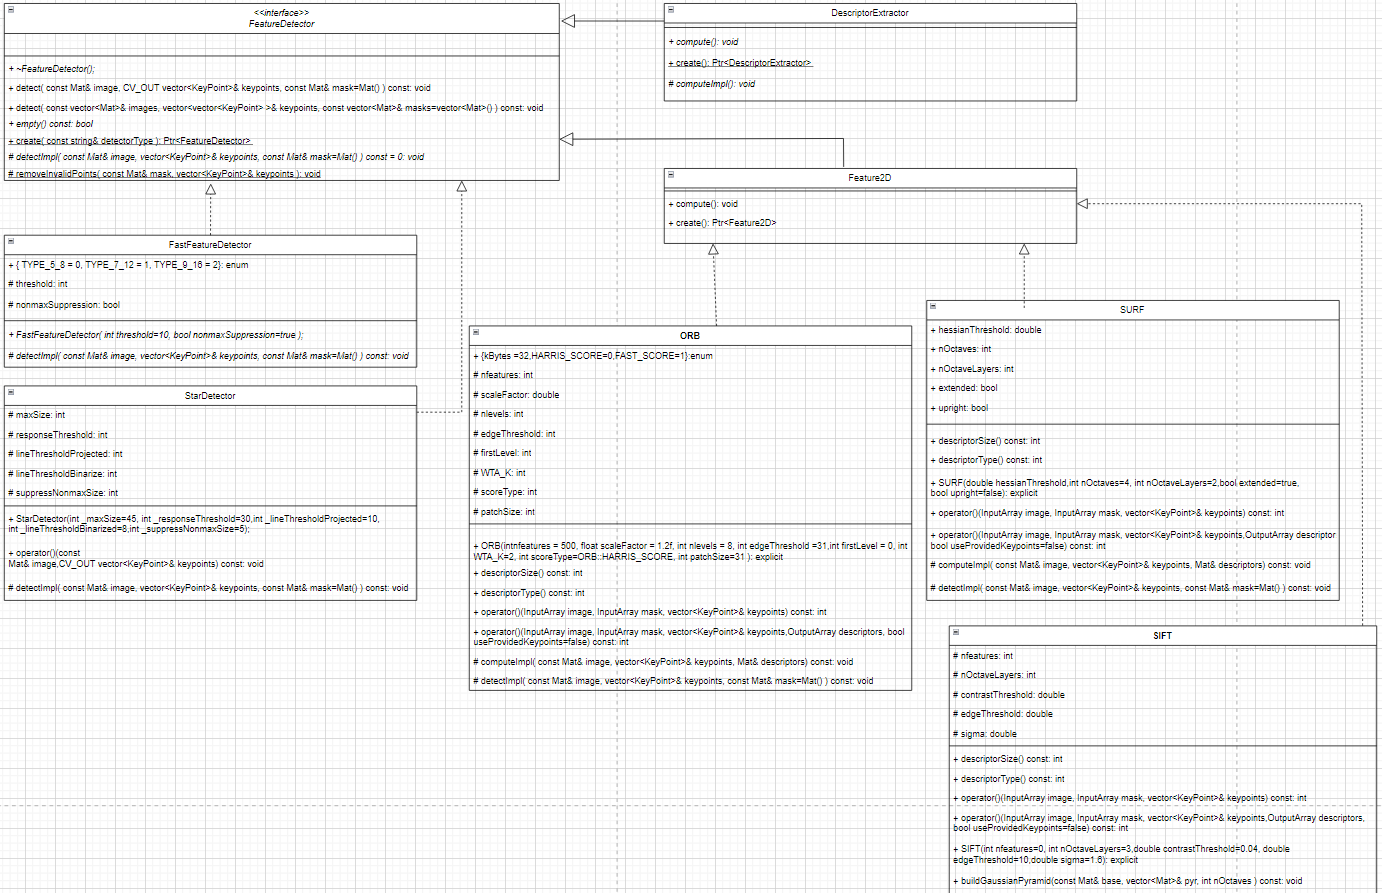 <<interface>>
FeatureDetector
+ ~FeatureDetector();
+ detect( const Mat& image, CV_OUT vector<KeyPoint>& keypoints, const Mat& mask=Mat() ) const: void
+ detect( const vector<Mat>& images, vector<vector<KeyPoint> >& keypoints, const vector<Mat>& masks=vector<Mat>() ) const: void
+ empty() const: bool
+ create( const string& detectorType ): Ptr<FeatureDetector>
# detectImpl( const Mat& image, vector<KeyPoint>& keypoints, const Mat& mask=Mat() ) const = 0: void
# removeInvalidPoints( const Mat& mask, vector<KeyPoint>& keypoints ): void
DescriptorExtractor
+ compute(): void
+ create(): Ptr<DescriptorExtractor>
# computeImpl(): void
Feature2D
+ compute(): void
+ create(): Ptr<Feature2D>
FastFeatureDetector
+ { TYPE_5_8 = 0, TYPE_7_12 = 1, TYPE_9_16 = 2}: enum
# threshold: int
# nonmaxSuppression: bool
+ FastFeatureDetector( int threshold=10, bool nonmaxSuppression=true );
# detectImpl( const Mat& image, vector<KeyPoint>& keypoints, const Mat& mask=Mat() ) const: void
StarDetector
# maxSize: int
# responseThreshold: int
# lineThresholdProjected: int
# lineThresholdBinarize: int
# suppressNonmaxSize: int
+ StarDetector(int _maxSize=45, int _responseThreshold=30,int _lineThresholdProjected=10,
int _lineThresholdBinarized=8,int _suppressNonmaxSize=5);
+ operator()(const
Mat& image,CV_OUT vector<KeyPoint>& keypoints) const: void
# detectImpl( const Mat& image, vector<KeyPoint>& keypoints, const Mat& mask=Mat() ) const: void
ORB
+ {kBytes =32,HARRIS_SCORE=0,FAST_SCORE=1}:enum
# nfeatures: int
# scaleFactor: double
# nlevels: int
# edgeThreshold: int
# firstLevel: int
# WTA_K: int
# scoreType: int
# patchSize: int
+ ORB(intnfeatures = 500, float scaleFactor = 1.2f, int nlevels = 8, int edgeThreshold =31,int firstLevel = 0, int
WTA_K=2, int scoreType=ORB::HARRIS_SCORE, int patchSize=31 ): explicit
+ descriptorSize() const: int
+ descriptorType() const: int
+ operator()(InputArray image, InputArray mask, vector<KeyPoint>& keypoints) const: int
+ operator()(InputArray image, InputArray mask, vector<KeyPoint>& keypoints,OutputArray descriptors, bool
useProvidedKeypoints=false) const: int
# computeImpl( const Mat& image, vector<KeyPoint>& keypoints, Mat& descriptors) const: void
# detectImpl( const Mat& image, vector<KeyPoint>& keypoints, const Mat& mask=Mat() ) const: void
SURF
+ hessianThreshold: double
+ nOctaves: int
+ nOctaveLayers: int
+ extended: bool
+ upright: bool
+ descriptorSize() const: int
+ descriptorType() const: int
+ SURF(double hessianThreshold,int nOctaves=4, int nOctaveLayers=2,bool extended=true,
bool upright=false): explicit
+ operator()(InputArray image, InputArray mask, vector<KeyPoint>& keypoints) const: int
+ operator()(InputArray image, InputArray mask, vector<KeyPoint>& keypoints,OutputArray descriptor
bool useProvidedKeypoints=false) const: int
# computeImpl( const Mat& image, vector<KeyPoint>& keypoints, Mat& descriptors) const: void
# detectImpl( const Mat& image, vector<KeyPoint>& keypoints, const Mat& mask=Mat() ) const: void
SIFT
# nfeatures: int
# nOctaveLayers: int
# contrastThreshold: double
# edgeThreshold: double
# sigma: double
+ descriptorSize() const: int
+ descriptorType() const: int
+ operator()(InputArray image, InputArray mask, vector<KeyPoint>& keypoints) const: int
+ operator()(InputArray image, InputArray mask, vector<KeyPoint>& keypoints,OutputArray descriptors,
bool useProvidedKeypoints=false) const: int
+ SIFT(int nfeatures=0, int nOctaveLayers=3,double contrastThreshold=0.04, double
edgeThreshold=10,double sigma=1.6): explicit
+ buildGaussianPyramid(const Mat& base, vector<Mat>& pyr, int nOctaves ) const: void